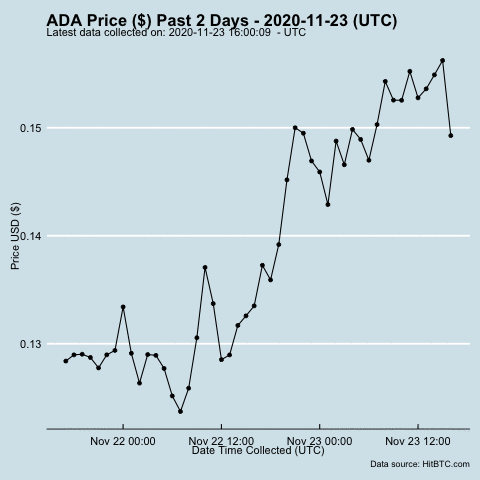 ADA Price ($) Past 2 Days - 2020-11-23 (UTC)
Latest data collected on: 2020-11-23 16:00:09 - UTC
0.15
0.14
0.13
Price USD ($)
Nov 22 00:00 Nov 22 12:00 Nov 23 00:00 Nov 23 12:00
Date Time Collected (UTC)
Data source: HitBTC.com